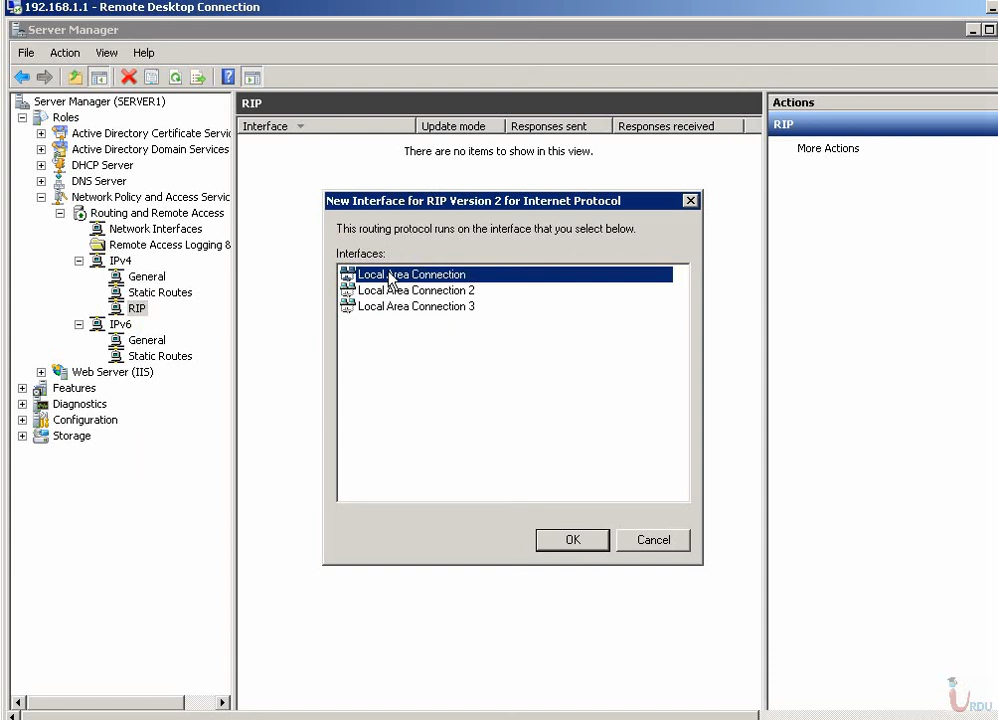 192.168.1.1 - Remote Desktop Connection
Server Manager
File Action View Help
Server Manager (SERVER1)
Roles
Active Directory Certificate Servic
Active Directory Domain Services
DHCP Server
DNS Server
Network Policy and Access Servic
Routing and Remote Access
Network Interfaces
Remote Access Logging &
IPv4
General
Static Routes
RIP
IPv6
General
Static Routes
Web Server (IIS)
Features
Diagnostics
Configuration
Storage
RIP
Interface Update mode Responses sent Responses received
There are no items to show in this view.
New Interface for RIP Version 2 for Internet Protocol
This routing protocol runs on the interface that you select below.
Interfaces:
Local Area Connection
Local Area Connection 2
Local Area Connection 3
OK Cancel
Actions
RIP
More Actions
URDU